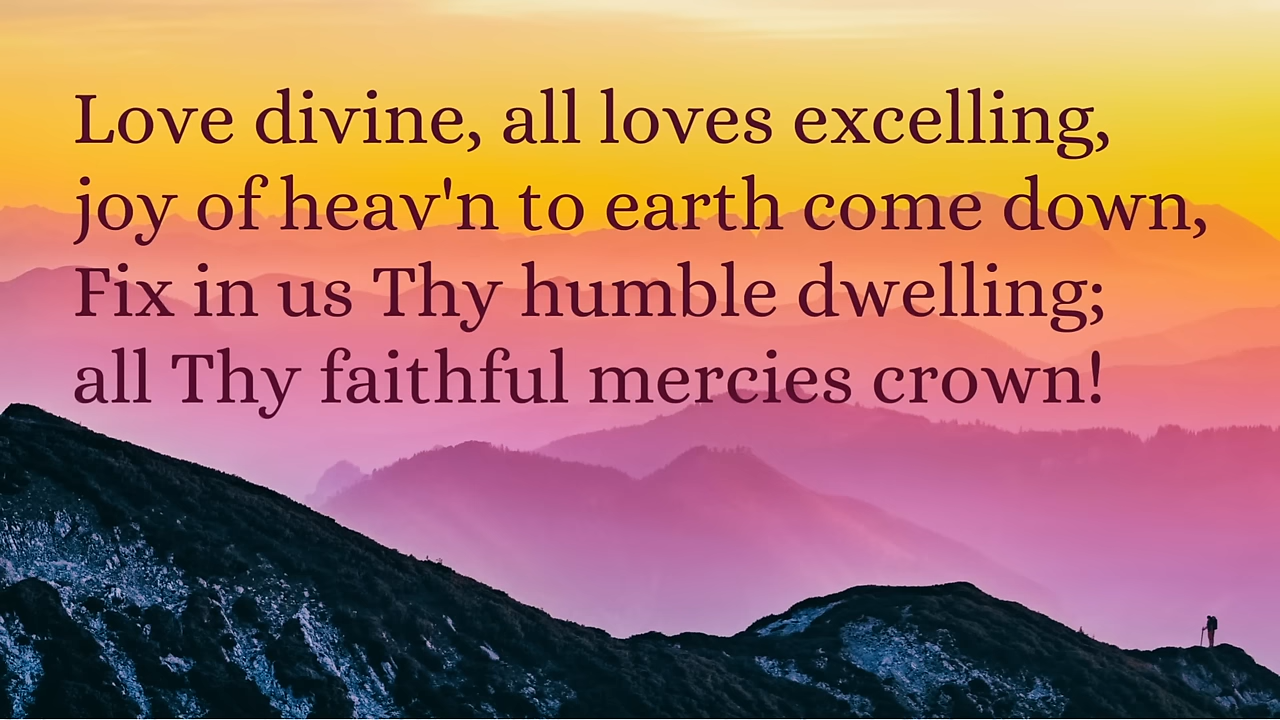 Love divine, all loves excelling,
joy of heav'n to earth come down,
Fix in us Thy humble dwelling;
all Thy faithful mercies crown!